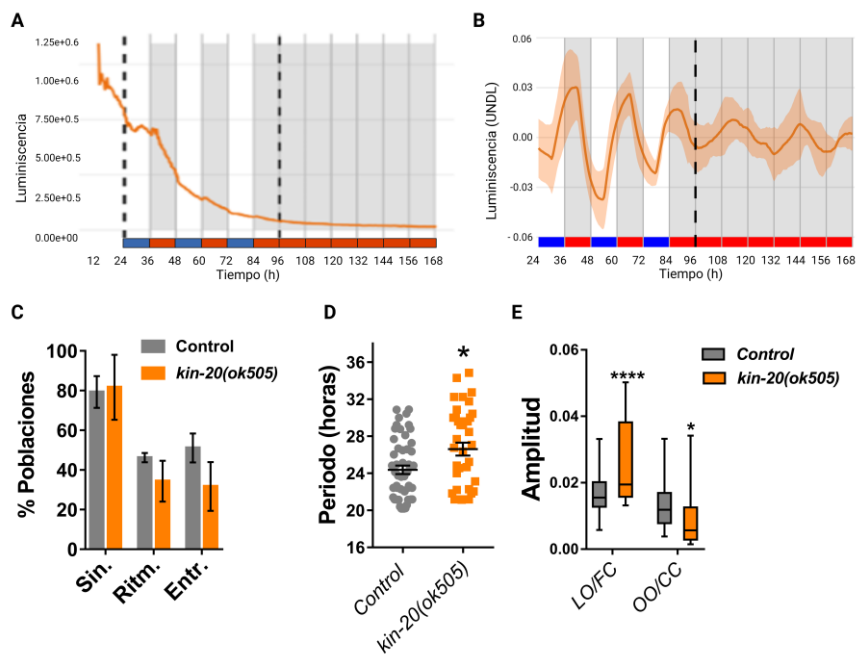 A
Luminiscencia
1.25e+0.6
1.00e+0.6
7.50e+0.5
5.00e+0.5
2.50e+0.5
0.00E+00
12 24 36 48 60 72 84 96 108 120 132 144 156 168
Tiempo (h)
B
Luminiscencia (UNDL)
0.06
0.03
0.00
-0.03
-0.06
24 36 48 60 72 84 96 108 120 132 144 156 168
Tiempo (h)
C
Control
kin-20(ok505)
% Poblaciones
100
80
60
40
20
0
Sin. Ritm. Entr.
D
*
Periodo (horas)
36
32
28
24
20
16
Control kin-20(ok505)
E
Control
kin-20(ok505)
Amplitud
0.06
0.04
0.02
0.00
****
*
LO/FC OO/CC